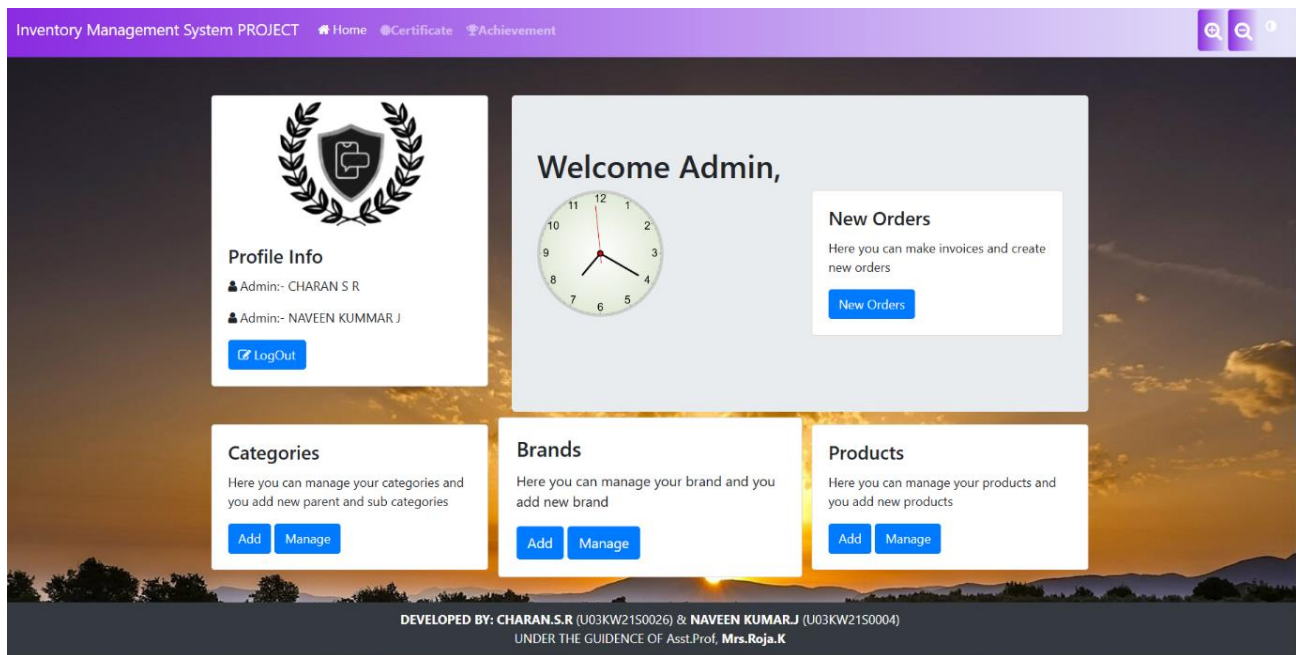 Inventory Management System PROJECT Home Certificate Achievement
Profile Info
Admin:- CHARAN S R
Admin:- NAVEEN KUMMAR J
LogOut
Welcome Admin,
12
11 1
10 2
9 3
8 4
7 5
6
New Orders
Here you can make invoices and create
new orders
New Orders
Categories
Here you can manage your categories and
you add new parent and sub categories
Add Manage
Brands
Here you can manage your brand and you
add new brand
Add Manage
Products
Here you can manage your products and
you add new products
Add Manage
DEVELOPED BY: CHARAN.S.R (U03KW21S0026) & NAVEEN KUMAR.J (U03KW21S0004)
UNDER THE GUIDENCE OF Asst.Prof, Mrs.Roja.K